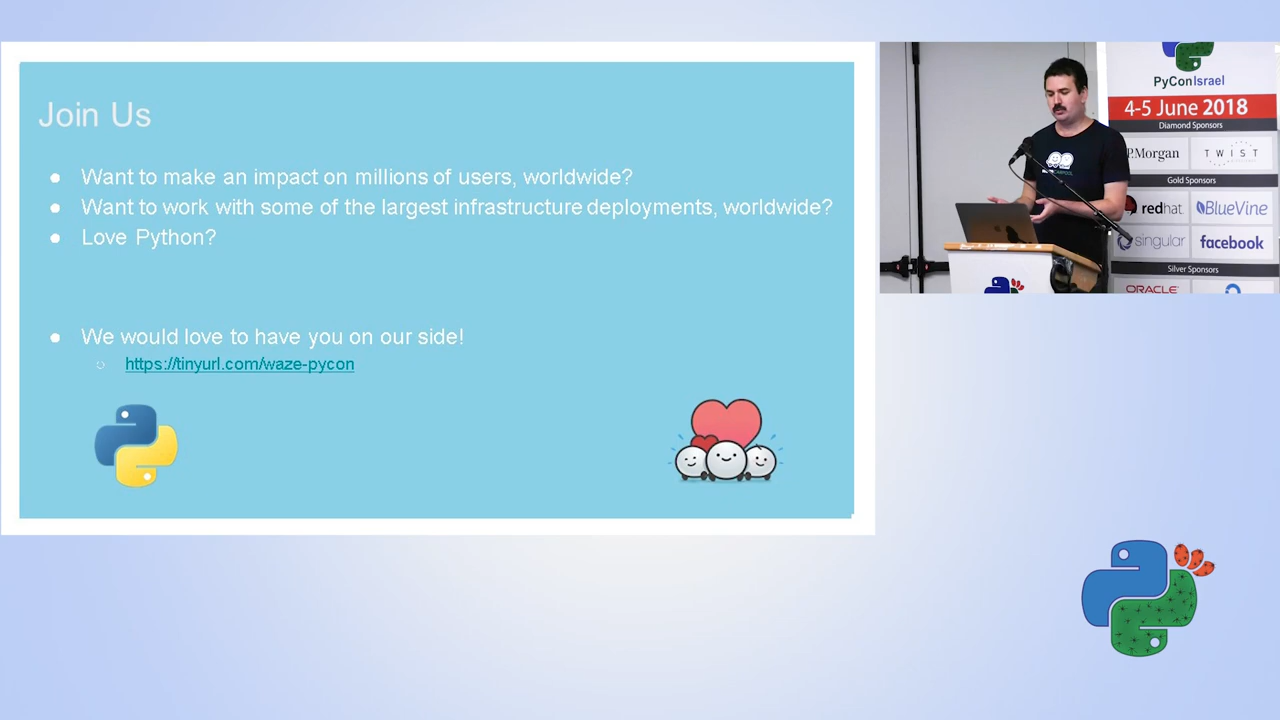 Join Us
Want to make an impact on millions of users, worldwide?
Want to work with some of the largest infrastructure deployments, worldwide?
Love Python?
We would love to have you on our side!
https://tinyurl.com/waze-pycon
PyConIsrael
4-5 June 2018
Diamond Sponsors
P.Morgan
TWIST
Gold Sponsors
redhat.
BlueVine
singular
facebook
Silver Sponsors
ORACLE